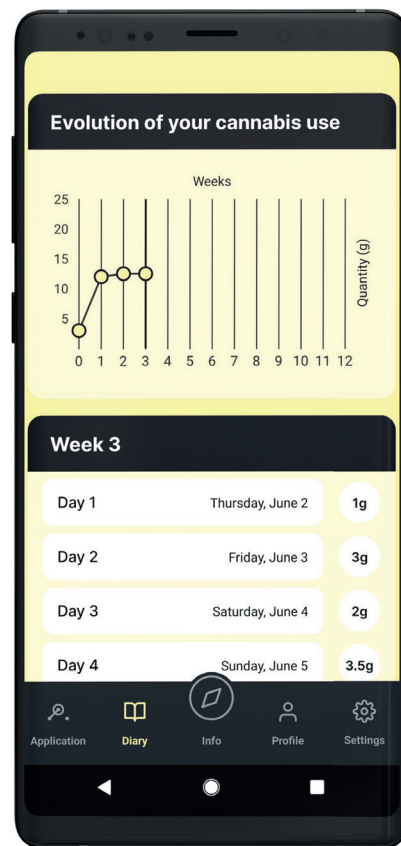 Evolution of your cannabis use
Weeks
25
20
15
10
5
Quantity (g)
0 1 2 3 4 5 6 7 8 9 10 11 12
Week 3
Day 1 Thursday, June 2 1g
Day 2 Friday, June 3 3g
Day 3 Saturday, June 4 2g
Day 4 Sunday, June 5 3.5g
Application Diary Info Profile Settings